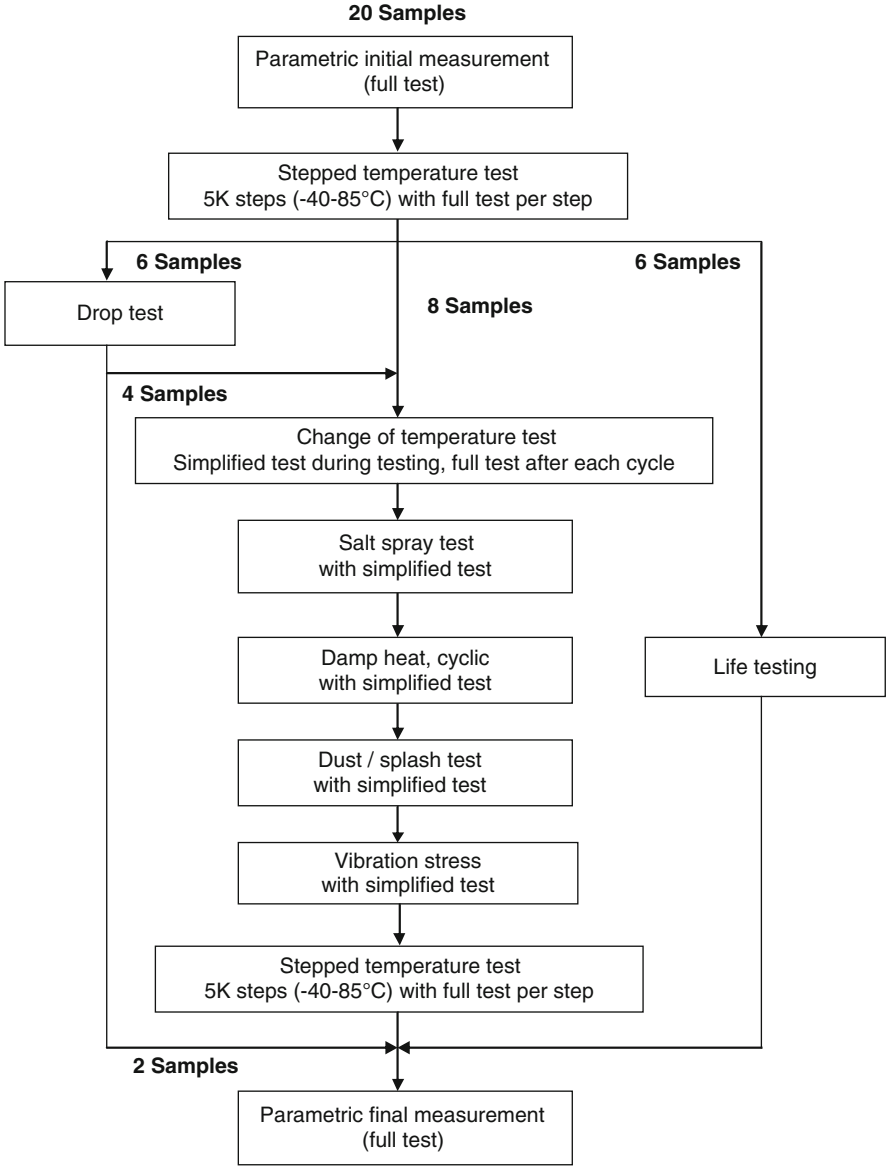 20 Samples
Parametric initial measurement
(full test)
Stepped temperature test
5K steps (-40-85°C) with full test per step
6 Samples
6 Samples
Drop test
8 Samples
4 Samples
Change of temperature test
Simplified test during testing, full test after each cycle
Salt spray test
with simplified test
Damp heat, cyclic
with simplified test
Life testing
Dust / splash test
with simplified test
Vibration stress
with simplified test
Stepped temperature test
5K steps (-40-85°C) with full test per step
2 Samples
Parametric final measurement
(full test)